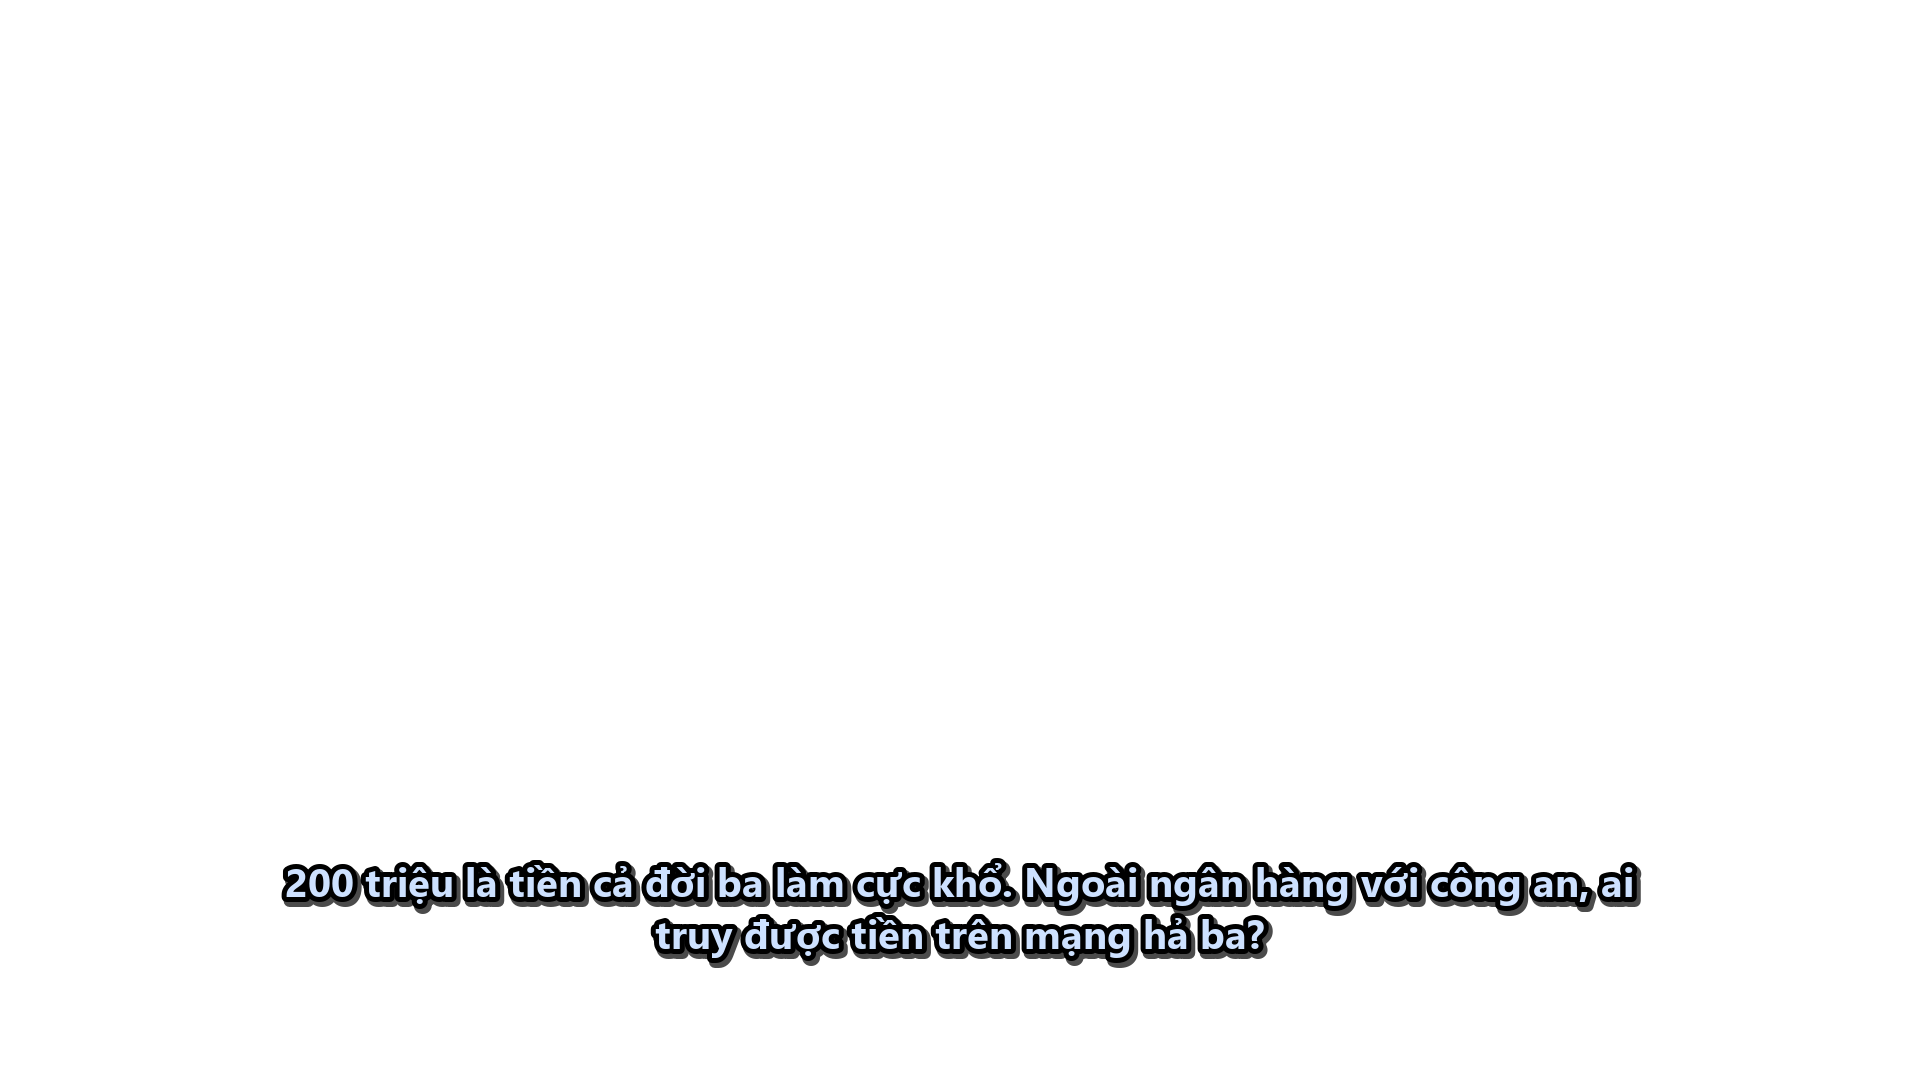 200 triệu là tiền cả đời ba làm cực khổ. Ngoài ngân hàng với công an, ai
truy được tiền trên mạng hả ba?